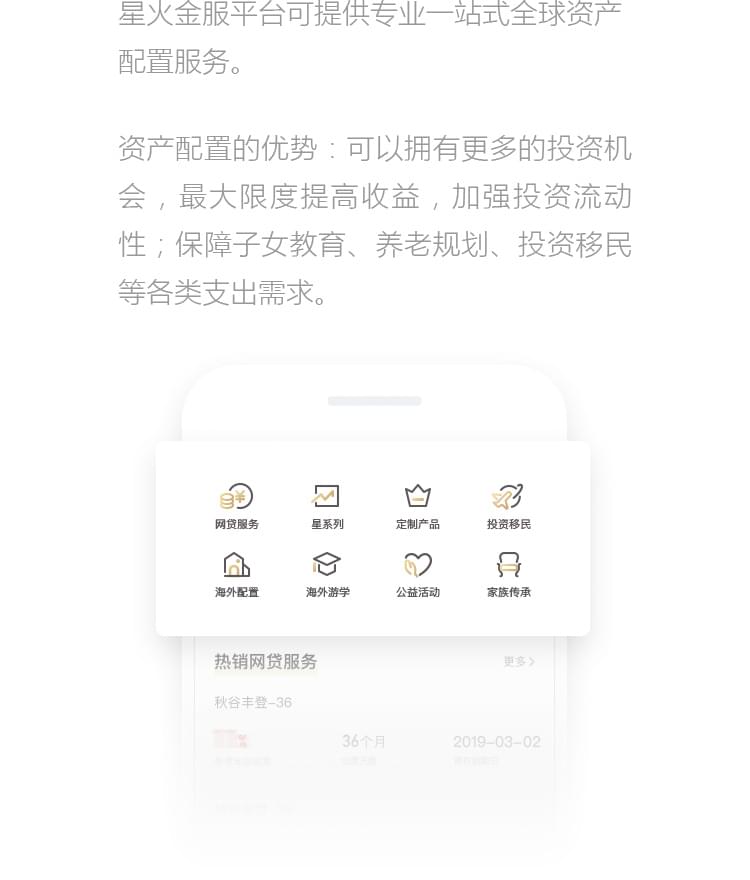 星火金服平台可提供专业一站式全球资产
配置服务。
资产配置的优势：可以拥有更多的投资机
会，最大限度提高收益，加强投资流动
性；保障子女教育、养老规划、投资移民
等各类支出需求。
网贷服务 星系列 定制产品 投资移民
海外配置 海外游学 公益活动 家族传承
热销网贷服务 更多
秋谷丰登-36
36个月 2019-03-02